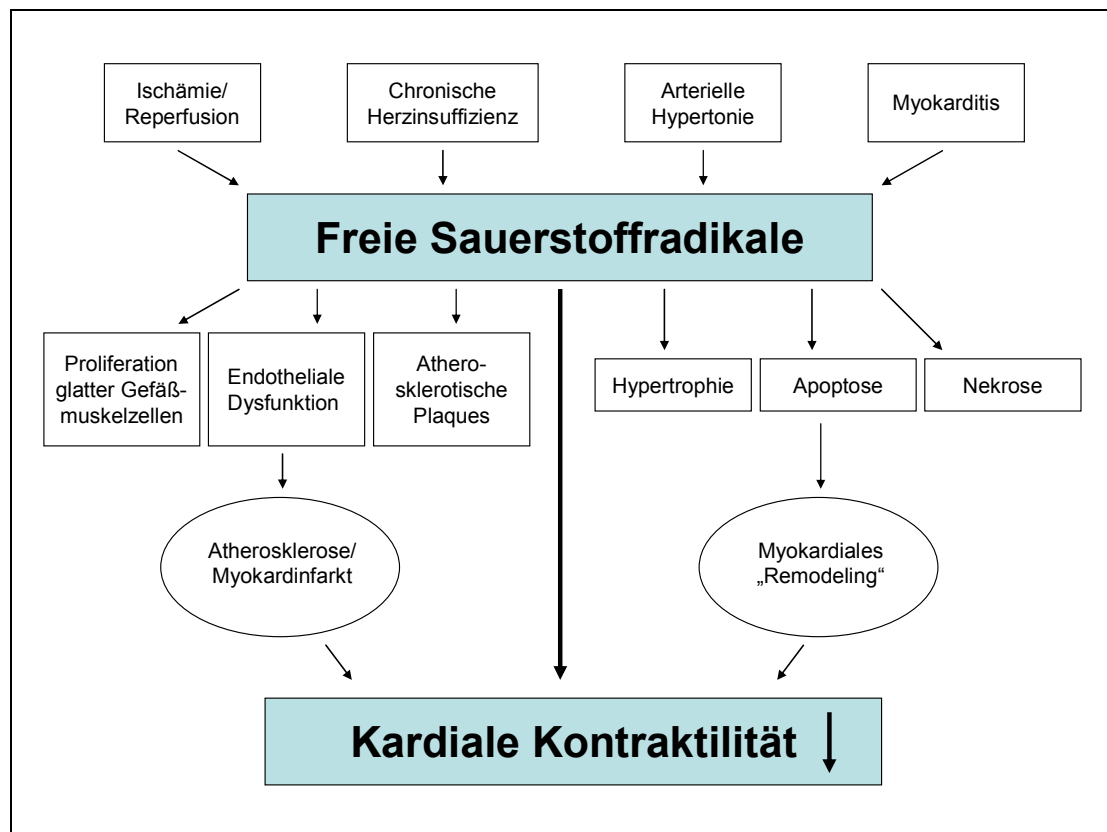 Ischämie/
Reperfusion
Chronische
Herzinsuffizienz
Arterielle
Hypertonie
Myokarditis
Freie Sauerstoffradikale
Proliferation
glatter Gefäß-
muskelzellen
Endotheliale
Dysfunktion
Athero-
sklerotische
Plaques
Hypertrophie
Apoptose
Nekrose
Atherosklerose/
Myokardinfarkt
Myokardiales
„Remodeling“
Kardiale Kontraktilität